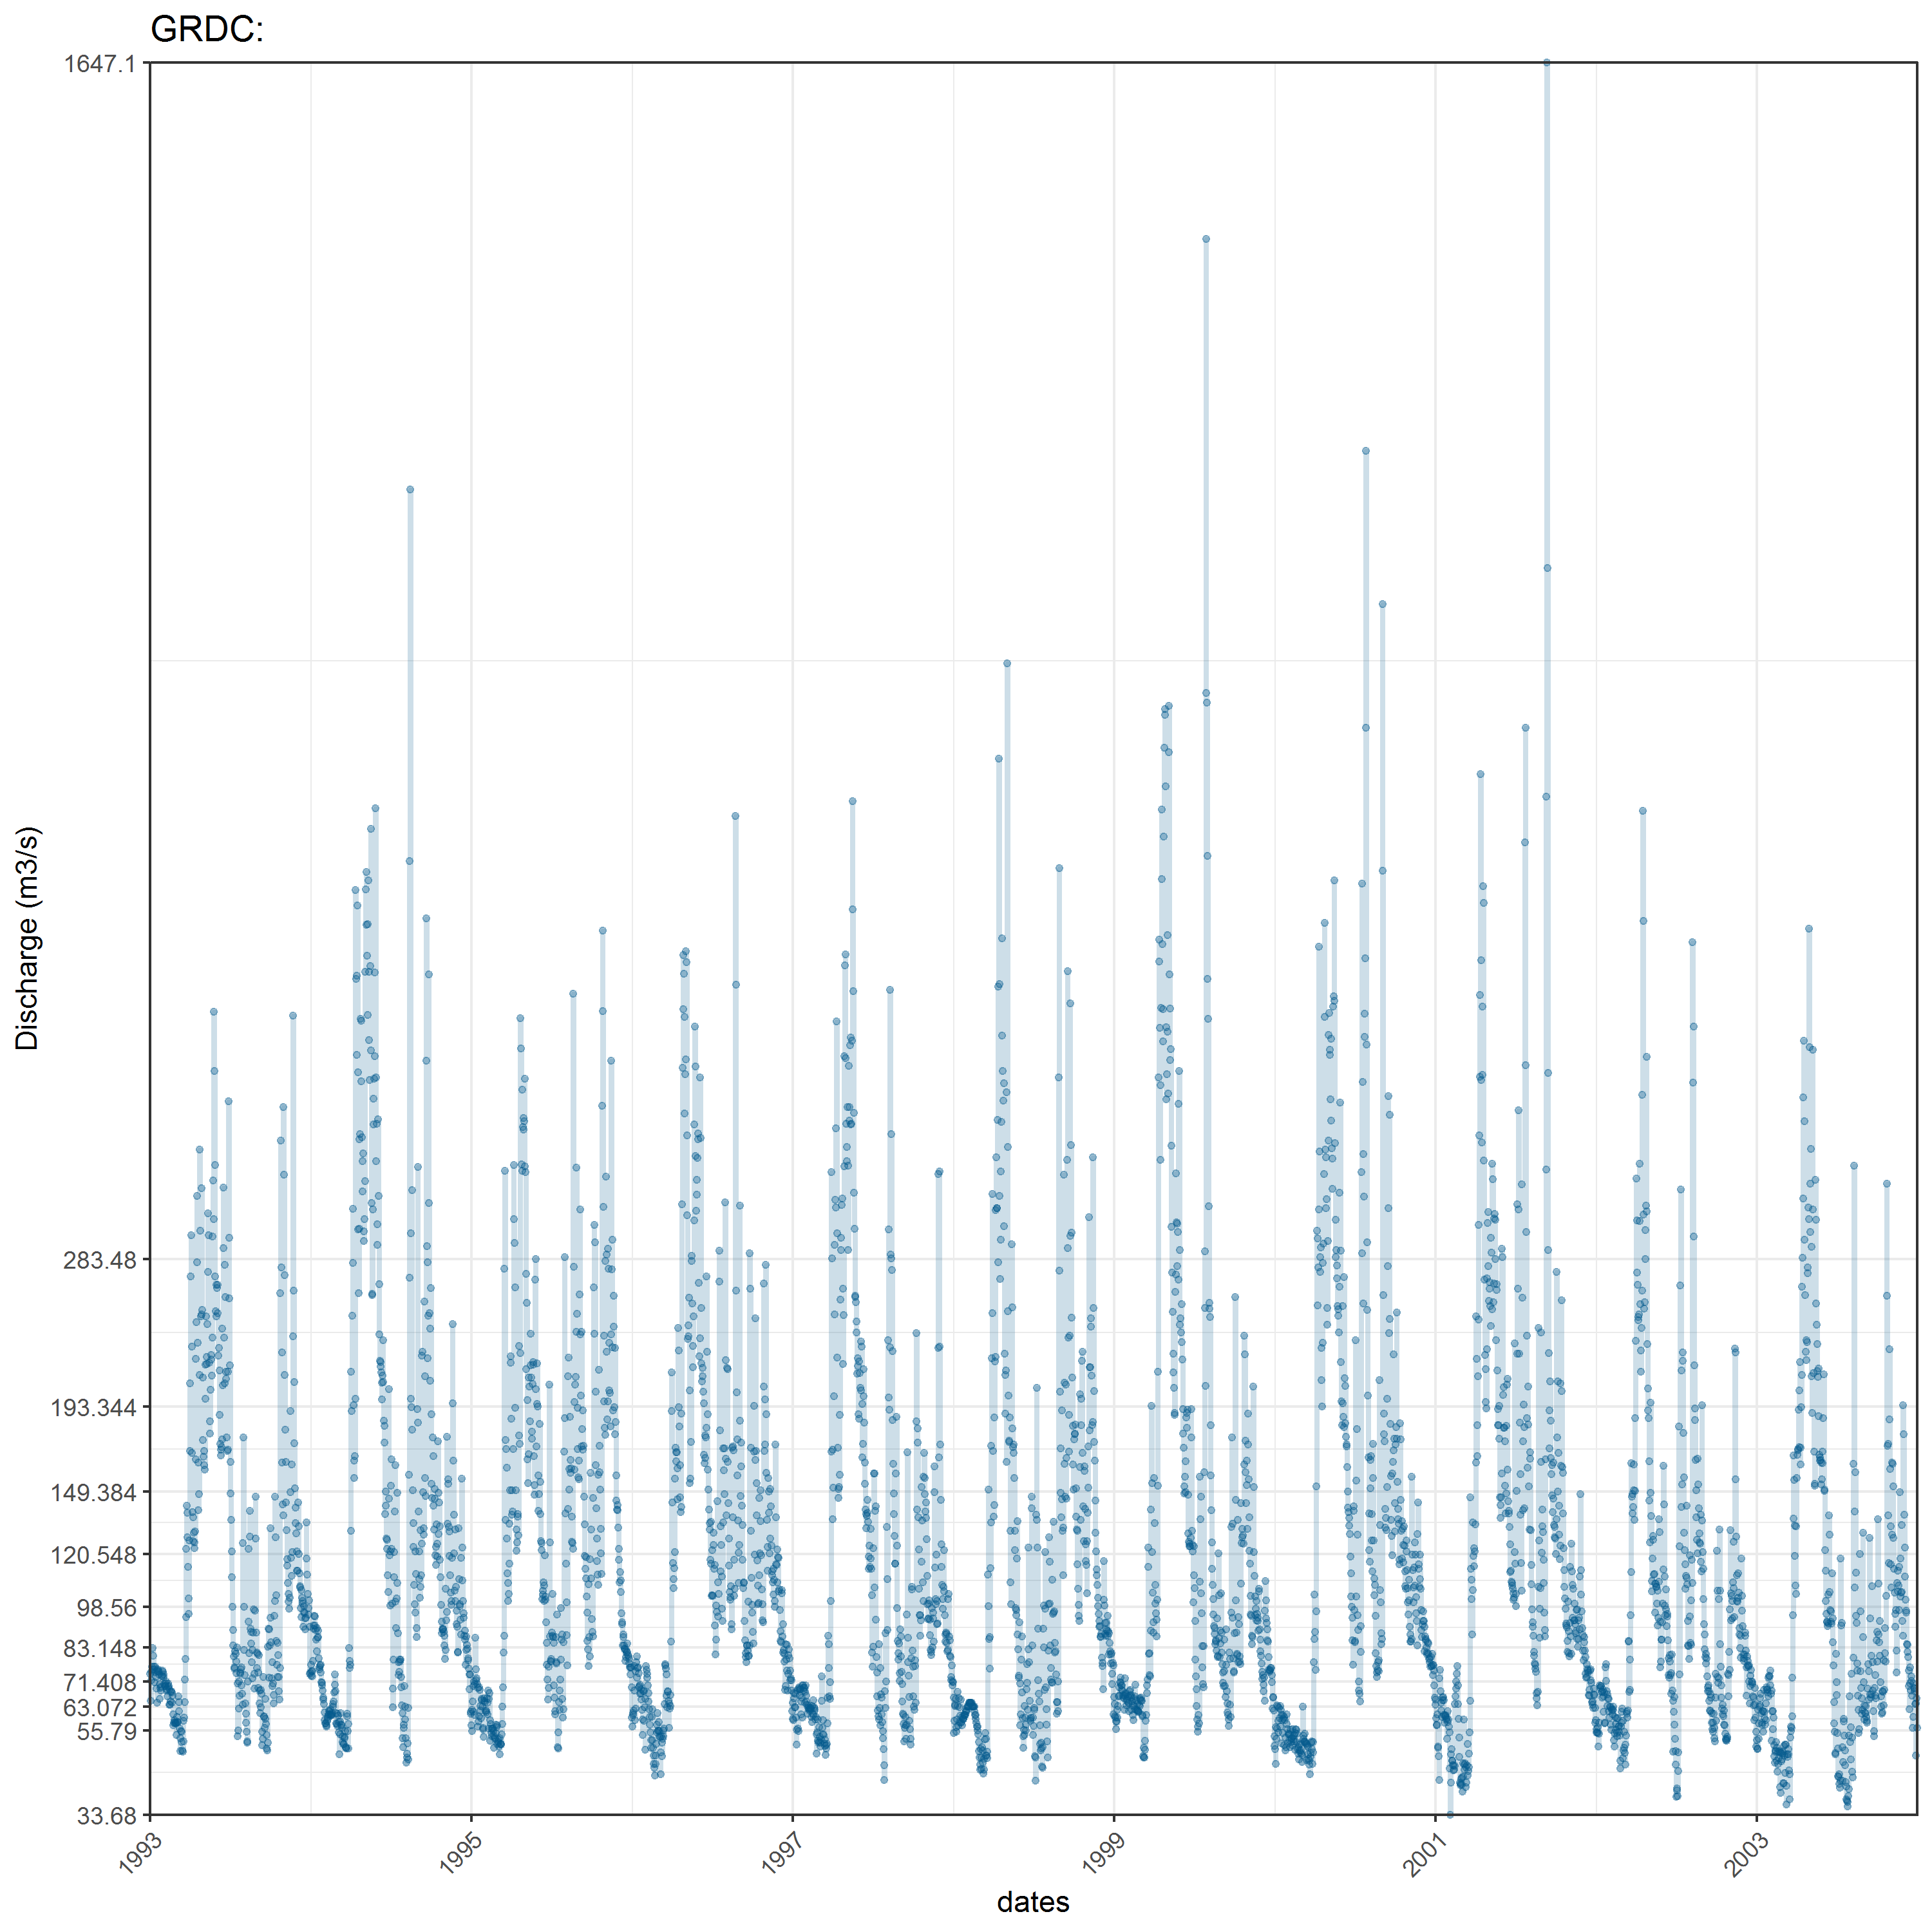 GRDC:
1647.1
283.48
193.344
149.384
120.548
98.56
83.148
71.408
63.072
55.79
33.68
Discharge (m3/s)
1993 1995 1997 1999 2001 2003
dates